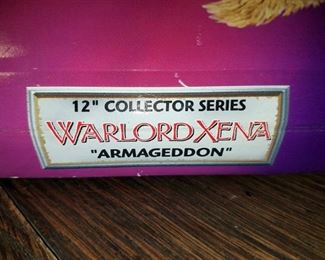 12" COLLECTOR SERIES
WARLORD XENA
"ARMAGEDDON"